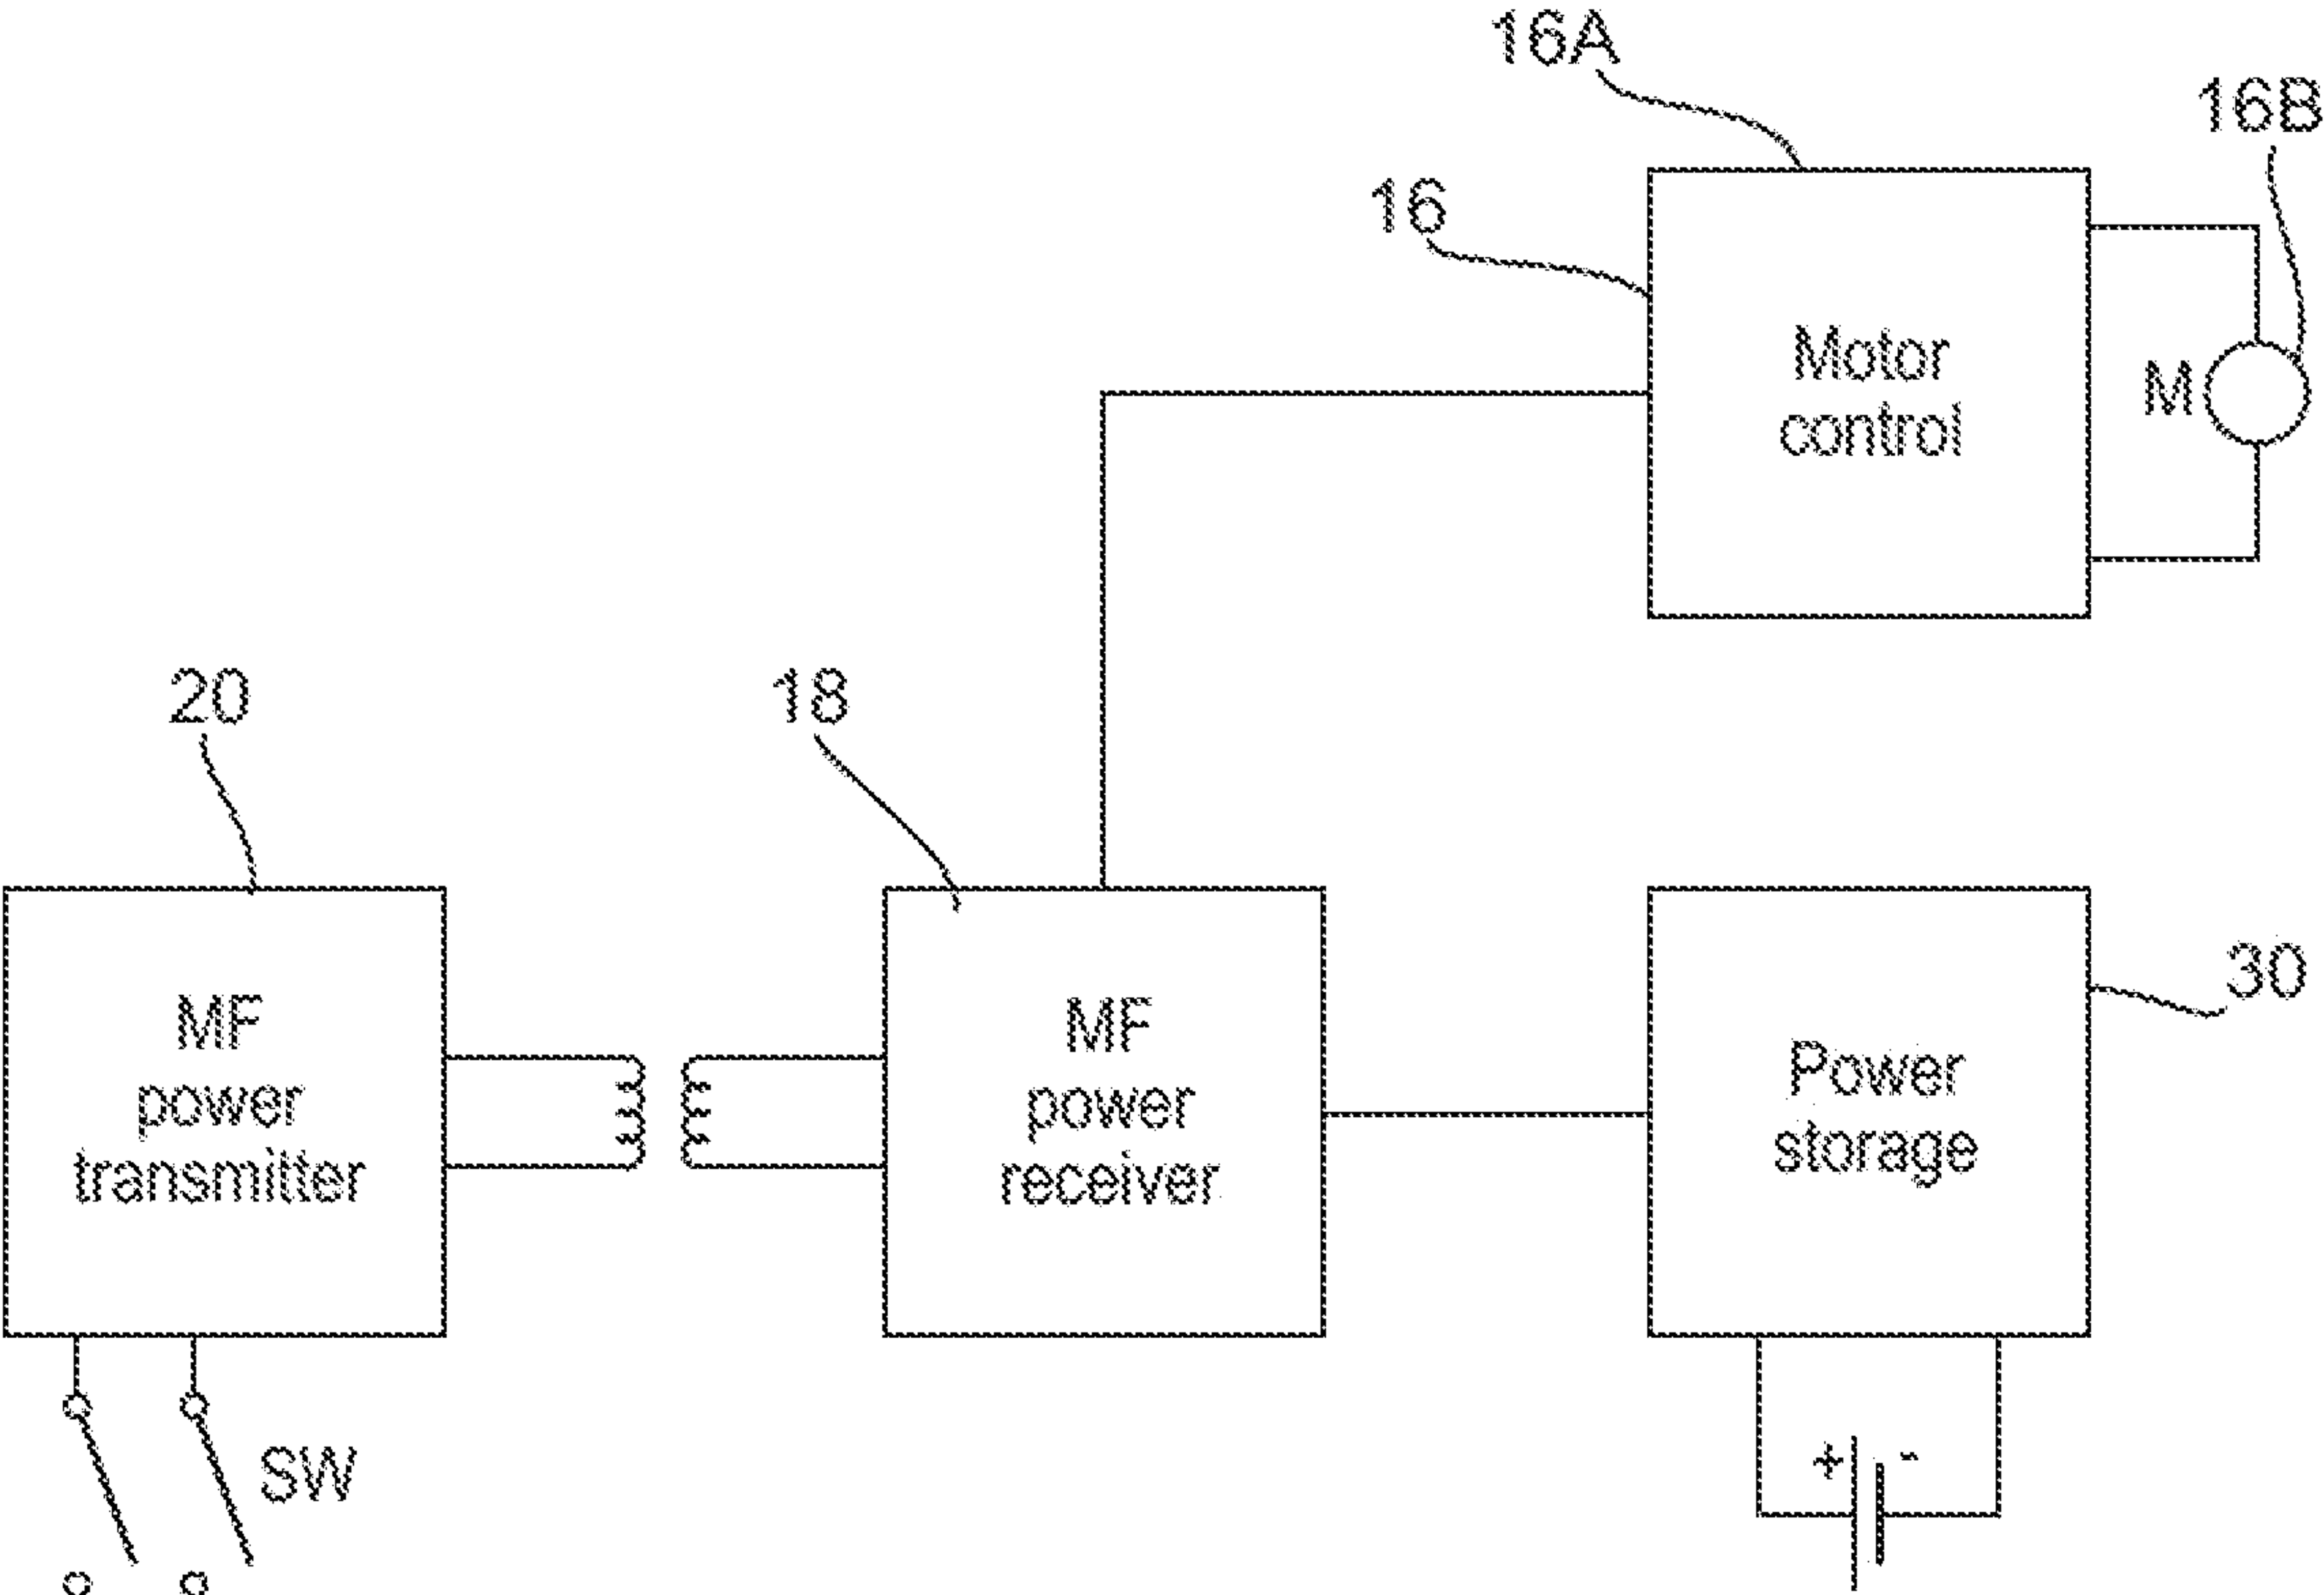 16A
16B
16
Motor
control
M
20
18
30
MF
power
transmitter
MF
power
receiver
Power
storage
SW
+ -